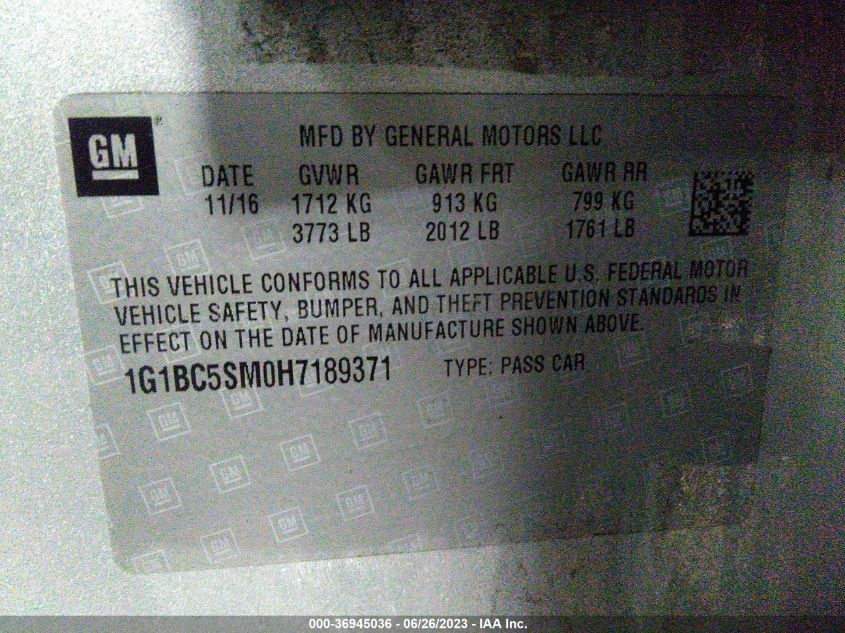 GM
MFD BY GENERAL MOTORS LLC
DATE GVWR GAWR FRT GAWR RR
11/16 1712 KG 913 KG 799 KG
3773 LB 2012 LB 1761 LB
THIS VEHICLE CONFORMS TO ALL APPLICABLE U.S. FEDERAL MOTOR
VEHICLE SAFETY, BUMPER, AND THEFT PREVENTION STANDARDS IN
EFFECT ON THE DATE OF MANUFACTURE SHOWN ABOVE.
1G1BC5SM0H7189371 TYPE: PASS CAR
000-36945036 - 06/26/2023 - IAA Inc.